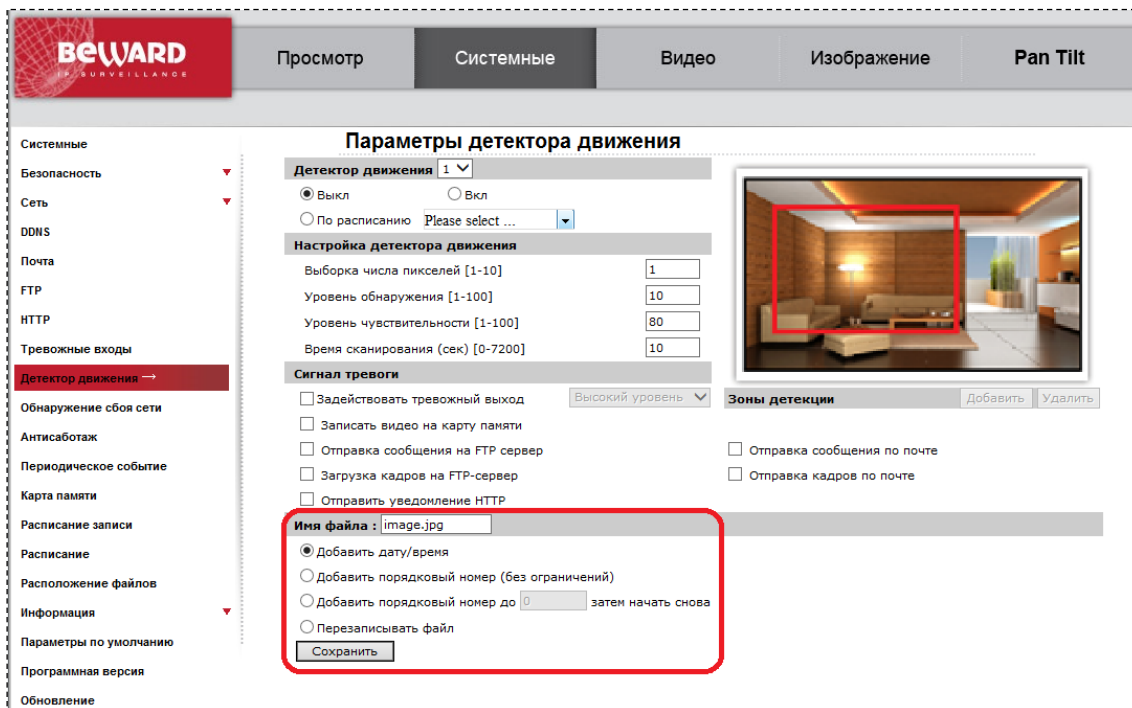 BEWARD
IP SURVEILLANCE
Просмотр
Системные
Видео
Изображение
Pan Tilt
Системные
Безопасность
Сеть
DDNS
Почта
FTP
HTTP
Тревожные входы
Детектор движения →
Обнаружение сбоя сети
Антисаботаж
Периодическое событие
Карта памяти
Расписание записи
Расписание
Расположение файлов
Информация
Параметры по умолчанию
Программная версия
Обновление
Параметры детектора движения
Детектор движения 1
Выкл Вкл
По расписанию Please select ...
Настройка детектора движения
Выборка числа пикселей [1-10] 1
Уровень обнаружения [1-100] 10
Уровень чувствительности [1-100] 80
Время сканирования (сек) [0-7200] 10
Сигнал тревоги
Задействовать тревожный выход Высокий уровень
Зоны детекции Добавить Удалить
Записать видео на карту памяти
Отправка сообщения на FTP сервер Отправка сообщения по почте
Загрузка кадров на FTP-сервер Отправка кадров по почте
Отправить уведомление HTTP
Имя файла : image.jpg
Добавить дату/время
Добавить порядковый номер (без ограничений)
Добавить порядковый номер до 0 затем начать снова
Перезаписывать файл
Сохранить